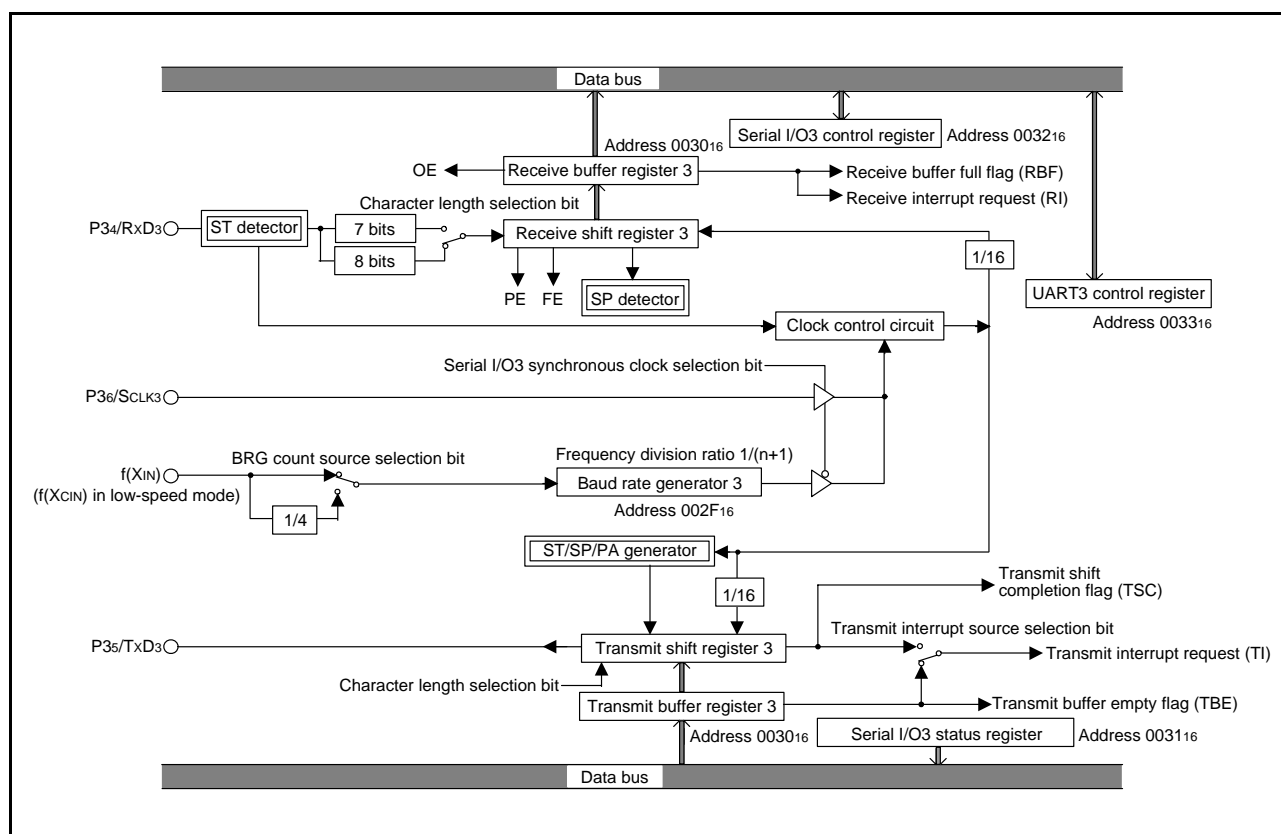 Data bus
Serial I/O3 control register
Address 003216
Address 003016
OE
Receive buffer register 3
Receive buffer full flag (RBF)
Receive interrupt request (RI)
Character length selection bit
P34/RXD3
ST detector
7 bits
8 bits
Receive shift register 3
1/16
PE
FE
SP detector
UART3 control register
Address 003316
Clock control circuit
Serial I/O3 synchronous clock selection bit
P36/SCLK3
BRG count source selection bit
Frequency division ratio 1/(n+1)
f(XIN)
(f(XCIN) in low-speed mode)
Baud rate generator 3
1/4
Address 002F16
ST/SP/PA generator
1/16
Transmit shift
completion flag (TSC)
Transmit interrupt source selection bit
P35/TXD3
Transmit shift register 3
Transmit interrupt request (TI)
Character length selection bit
Transmit buffer register 3
Transmit buffer empty flag (TBE)
Address 003016
Serial I/O3 status register
Address 003116
Data bus